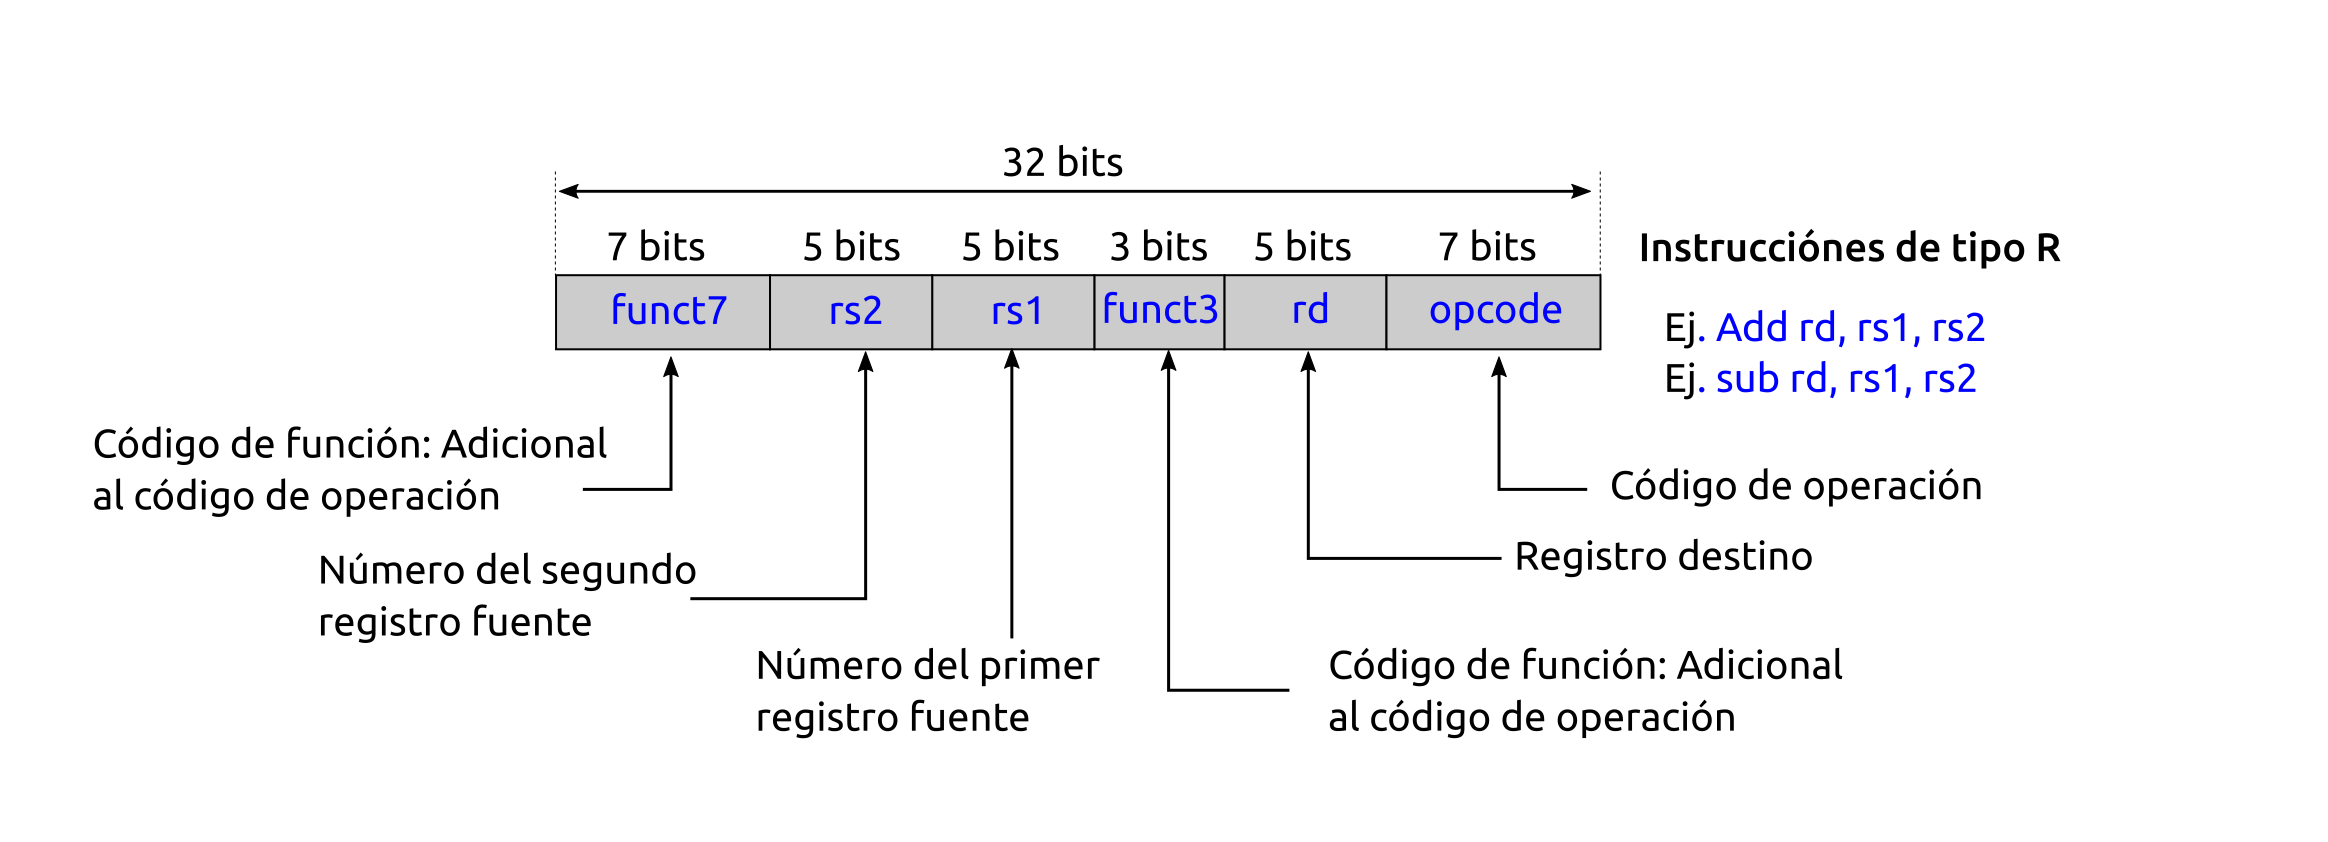 32 bits
7 bits
5 bits
5 bits
3 bits
5 bits
7 bits
funct7
rs2
rs1
funct3
rd
opcode
Instrucciónes de tipo R
Ej. Add rd, rs1, rs2
Ej. sub rd, rs1, rs2
Código de función: Adicional
al código de operación
Número del segundo
registro fuente
Número del primer
registro fuente
Código de función: Adicional
al código de operación
Registro destino
Código de operación